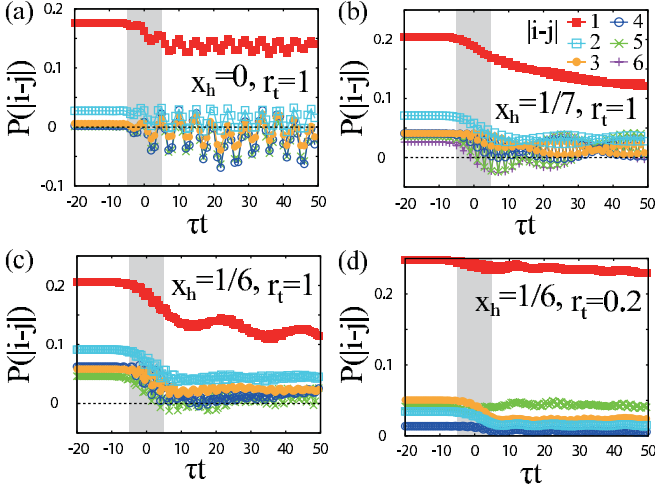 (a)
0.2
0.1
0
-0.1
P(|i-j|)
x_h=0, r_t=1
-20 -10 0 10 20 30 40 50
τt
(b)
|i-j|
1
2
3
4
5
6
0.2
0.1
0
P(|i-j|)
x_h=1/7, r_t=1
-20 -10 0 10 20 30 40 50
τt
(c)
0.2
0.1
0
P(|i-j|)
x_h=1/6, r_t=1
-20 -10 0 10 20 30 40 50
τt
(d)
0.2
0.1
0
P(|i-j|)
x_h=1/6, r_t=0.2
-20 -10 0 10 20 30 40 50
τt